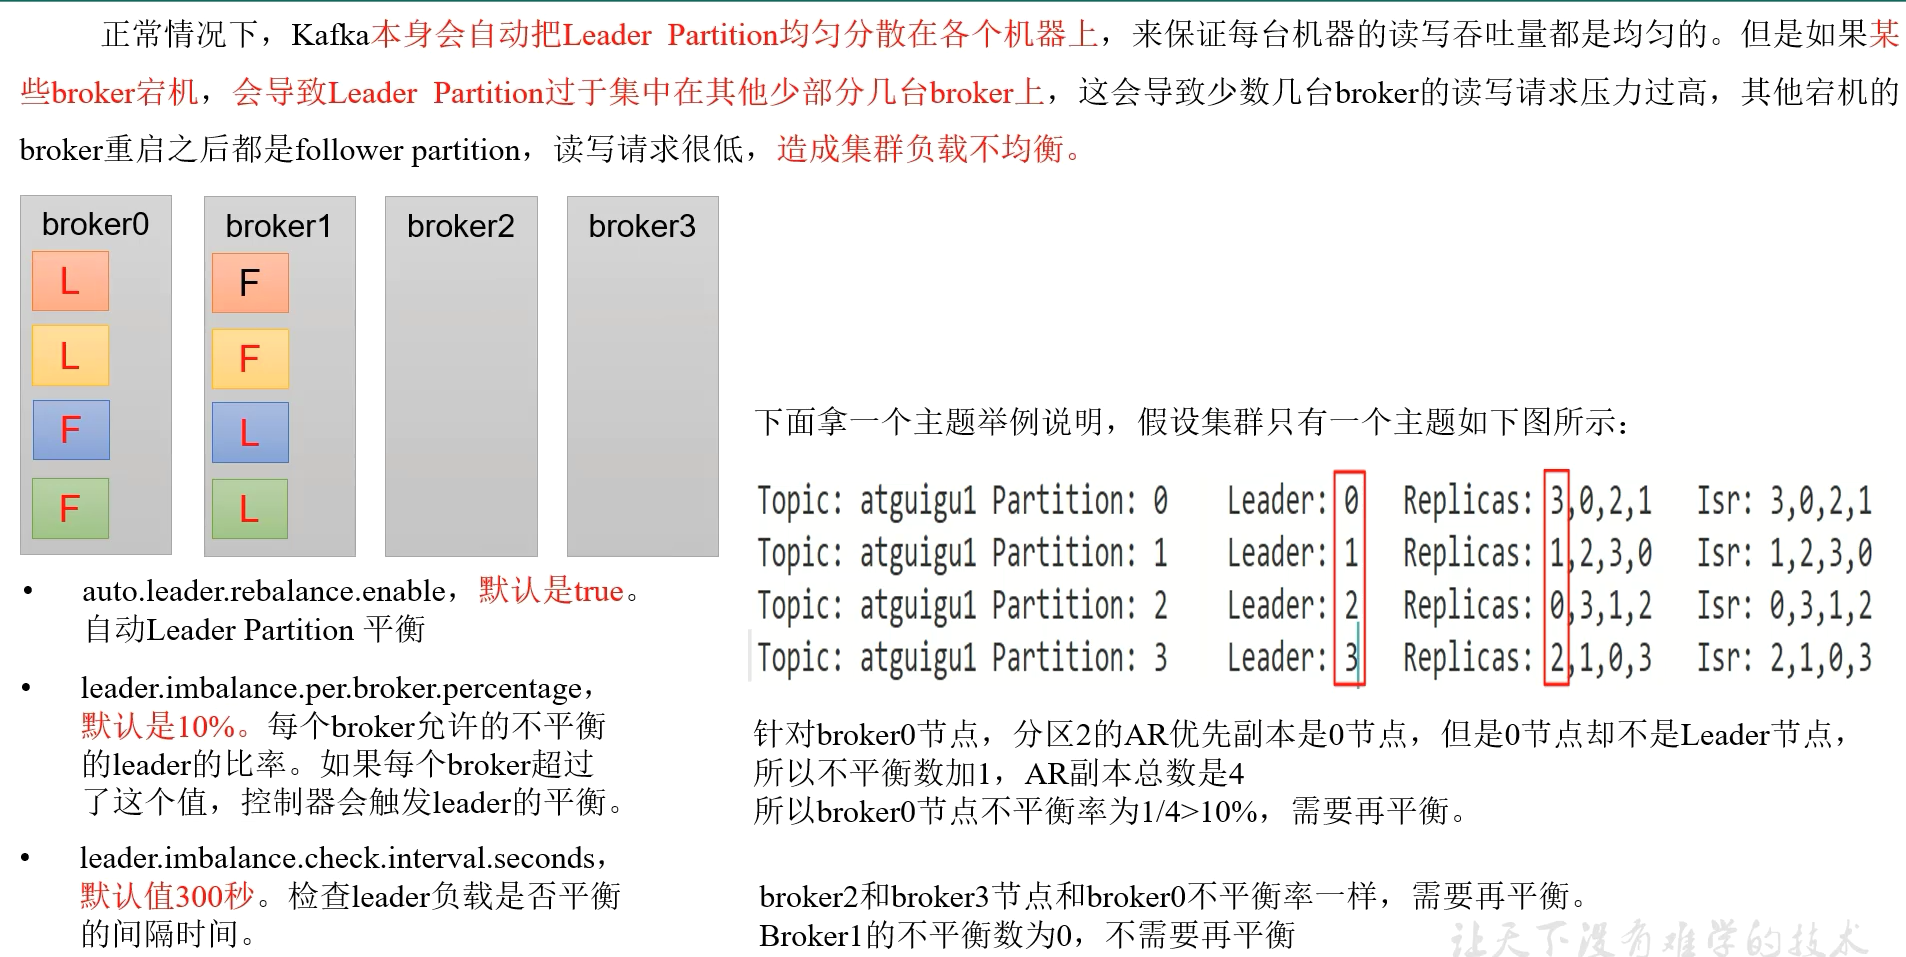 正常情况下，Kafka本身会自动把Leader Partition均匀分散在各个机器上，来保证每台机器的读写吞吐量都是均匀的。但是如果某
些broker宕机，会导致Leader Partition过于集中在其他少部分几台broker上，这会导致少数几台broker的读写请求压力过高，其他宕机的
broker重启之后都是follower partition，读写请求很低，造成集群负载不均衡。
broker0
L
L
F
F
broker1
F
F
L
L
broker2
broker3
• auto.leader.rebalance.enable，默认是true。
自动Leader Partition 平衡
• leader.imbalance.per.broker.percentage，
默认是10%。每个broker允许的不平衡
的leader的比率。如果每个broker超过
了这个值，控制器会触发leader的平衡。
• leader.imbalance.check.interval.seconds，
默认值300秒。检查leader负载是否平衡
的间隔时间。
下面拿一个主题举例说明，假设集群只有一个主题如下图所示：
Topic: atguigu1 Partition: 0 Leader: 0 Replicas: 3,0,2,1 Isr: 3,0,2,1
Topic: atguigu1 Partition: 1 Leader: 1 Replicas: 1,2,3,0 Isr: 1,2,3,0
Topic: atguigu1 Partition: 2 Leader: 2 Replicas: 0,3,1,2 Isr: 0,3,1,2
Topic: atguigu1 Partition: 3 Leader: 3 Replicas: 2,1,0,3 Isr: 2,1,0,3
针对broker0节点，分区2的AR优先副本是0节点，但是0节点却不是Leader节点，
所以不平衡数加1，AR副本总数是4
所以broker0节点不平衡率为1/4>10%，需要再平衡。
broker2和broker3节点和broker0不平衡率一样，需要再平衡。
Broker1的不平衡数为0，不需要再平衡
让天下没有难学的技术